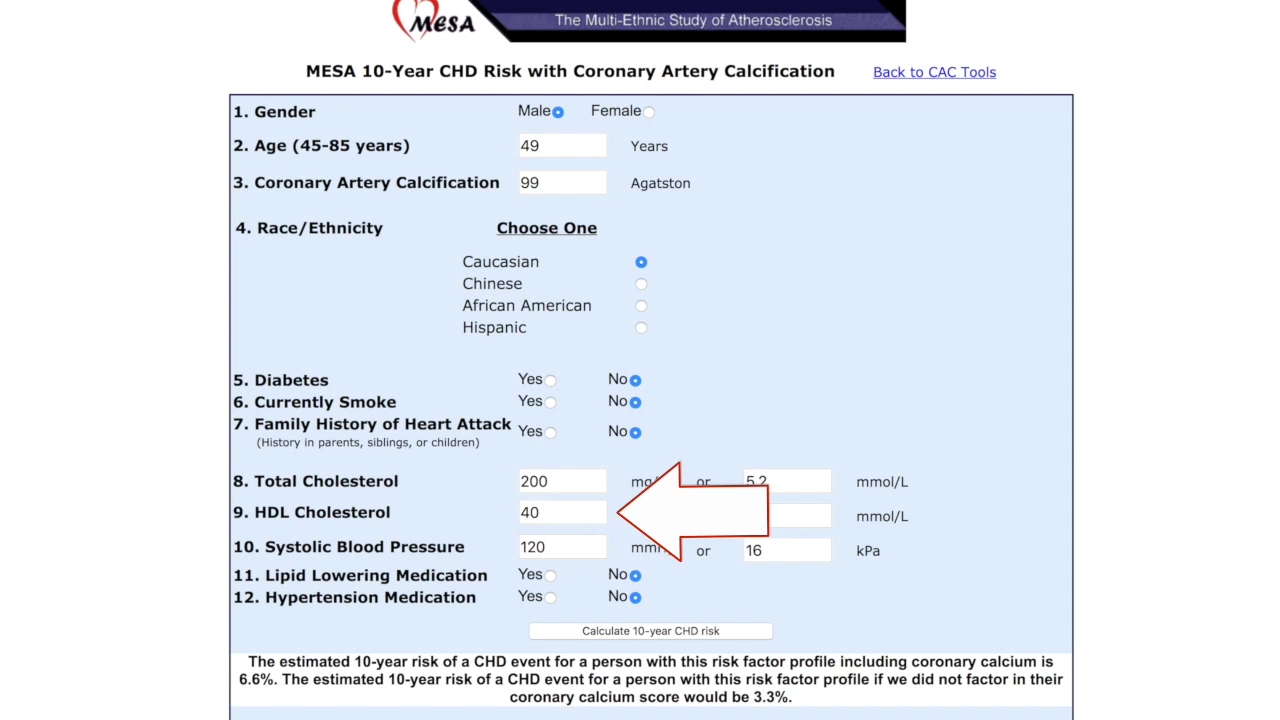 MESA The Multi-Ethnic Study of Atherosclerosis
MESA 10-Year CHD Risk with Coronary Artery Calcification Back to CAC Tools
1. Gender Male Female
2. Age (45-85 years) 49 Years
3. Coronary Artery Calcification 99 Agatston
4. Race/Ethnicity Choose One
Caucasian
Chinese
African American
Hispanic
5. Diabetes Yes No
6. Currently Smoke Yes No
7. Family History of Heart Attack Yes No
(History in parents, siblings, or children)
8. Total Cholesterol 200 or 5.2 mmol/L
9. HDL Cholesterol 40 mmol/L
10. Systolic Blood Pressure 120 or 16 kPa
11. Lipid Lowering Medication Yes No
12. Hypertension Medication Yes No
Calculate 10-year CHD risk
The estimated 10-year risk of a CHD event for a person with this risk factor profile including coronary calcium is
6.6%. The estimated 10-year risk of a CHD event for a person with this risk factor profile if we did not factor in their
coronary calcium score would be 3.3%.